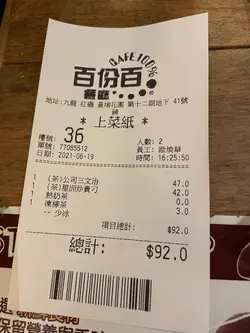 CAFE100%
百份百
餐廳
地址:九龍 紅磡 黃埔花園 第十二期地下 41號
舖
*上菜紙*
檯號: 36
人數: 2
單號: 77085512
員工: 歐煥華
日期: 2021-06-19
時間: 16:25:50
1 (茶)公司三文治 47.0
1 (茶)星洲炒貴刁 42.0
1 熱奶茶 0.0
1 凍檸茶 3.0
-- 少冰
項目總計: $92.0
總計: $92.0